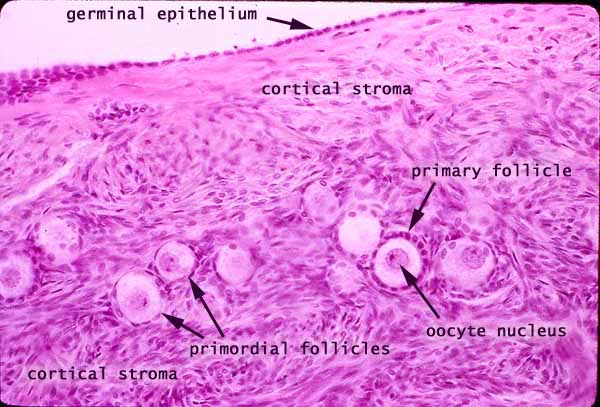 germinal epithelium
cortical stroma
primary follicle
oocyte nucleus
primordial follicles
cortical stroma